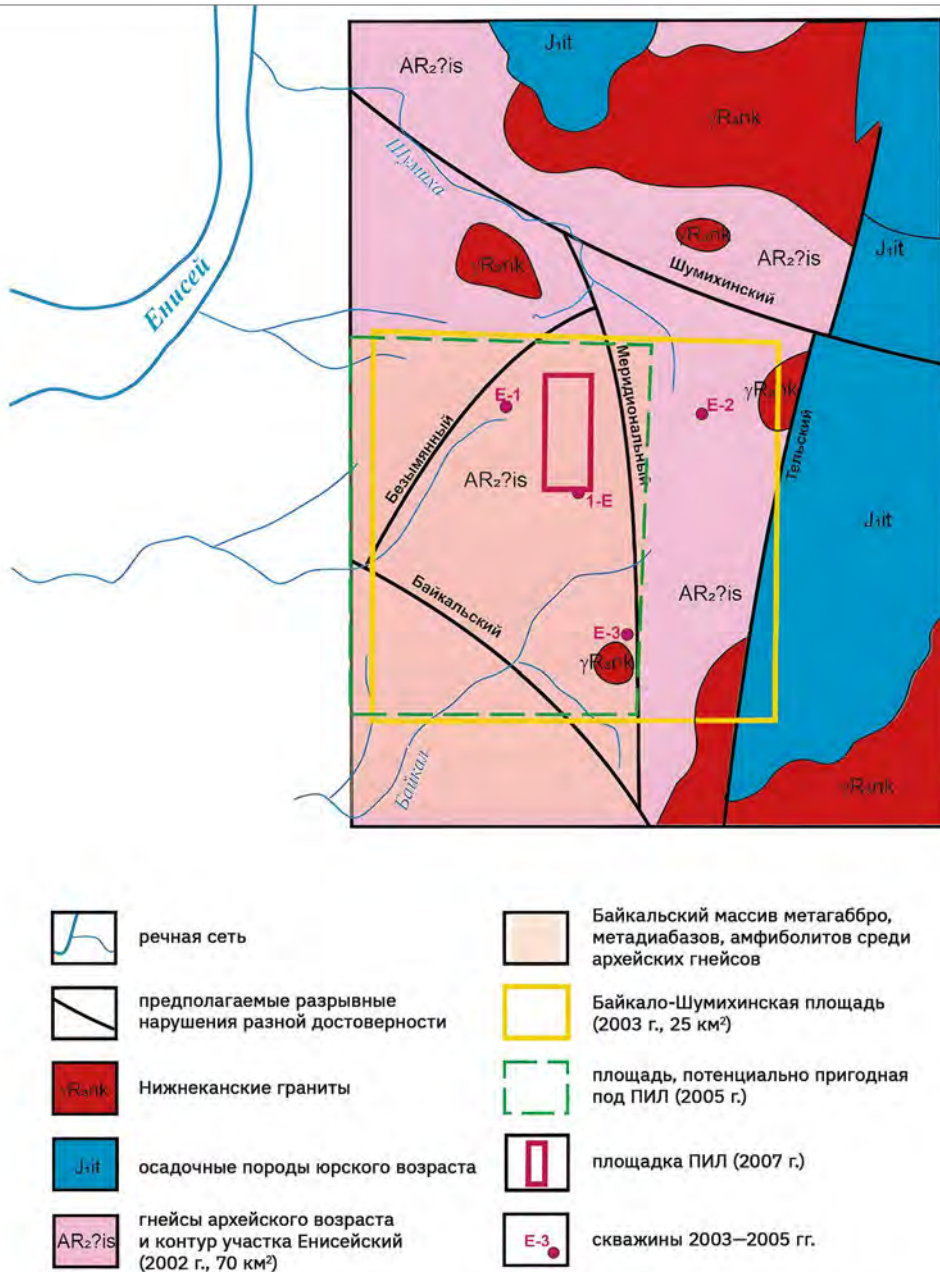 AR₂?is
J₁it
γR₃nk
Шумиха
J₁it
γR₃nk
AR₂?is
γR₃nk
Шумихинский
Енисей
Меридиональный
γR₃nk
E-1
E-2
Безымянный
Тельский
AR₂?is
1-E
J₁it
Байкальский
AR₂?is
E-3
γR₃nk
Байкал
γR₃nk
речная сеть
предполагаемые разрывные
нарушения разной достоверности
γR₃nk
Нижнеканские граниты
J₁it
осадочные породы юрского возраста
AR₂?is
гнейсы архейского возраста
и контур участка Енисейский
(2002 г., 70 км²)
Байкальский массив метагаббро,
метадиабазов, амфиболитов среди
архейских гнейсов
Байкало-Шумихинская площадь
(2003 г., 25 км²)
площадь, потенциально пригодная
под ПИЛ (2005 г.)
площадка ПИЛ (2007 г.)
E-3
скважины 2003—2005 гг.